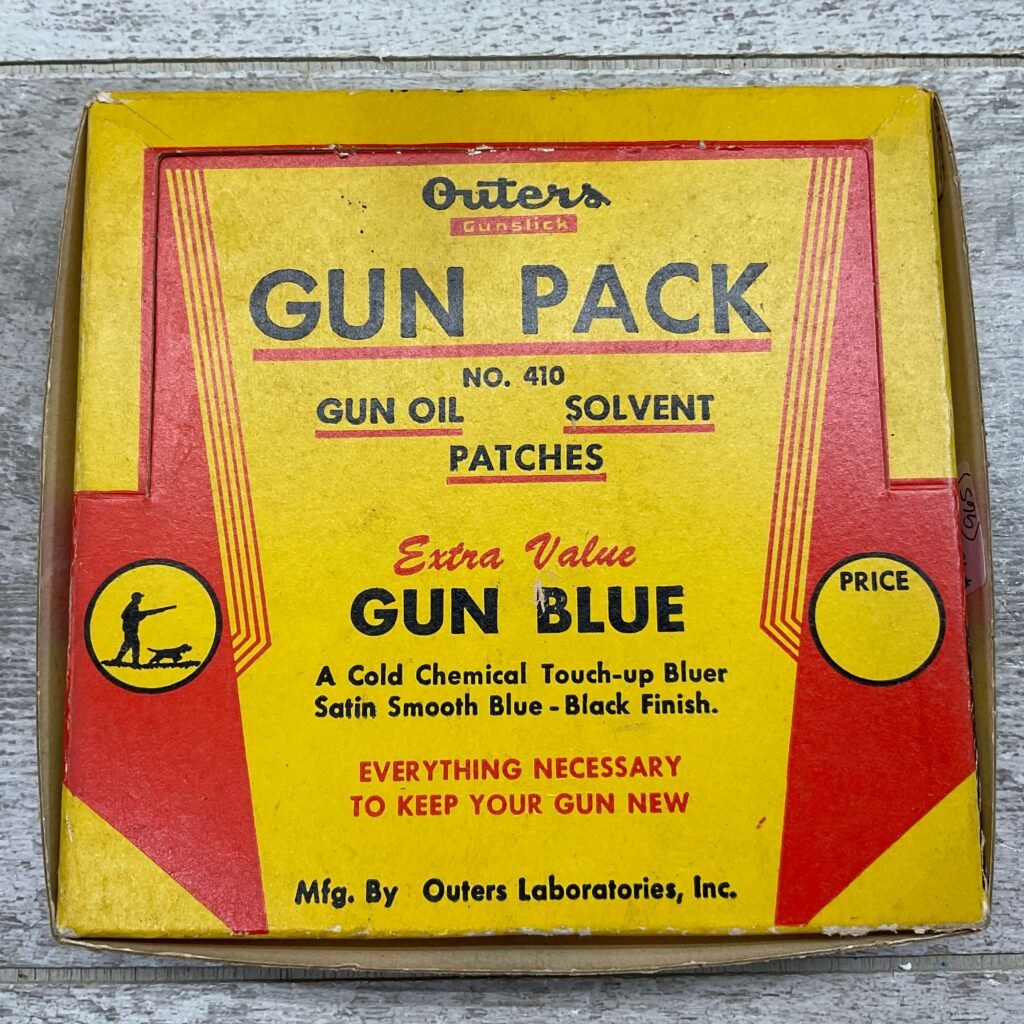 Outers
Gunslick
GUN PACK
NO. 410
GUN OIL SOLVENT
PATCHES
Extra Value
GUN BLUE
PRICE
A Cold Chemical Touch-up Bluer
Satin Smooth Blue-Black Finish.
EVERYTHING NECESSARY
TO KEEP YOUR GUN NEW
Mfg. By Outers Laboratories, Inc.
965